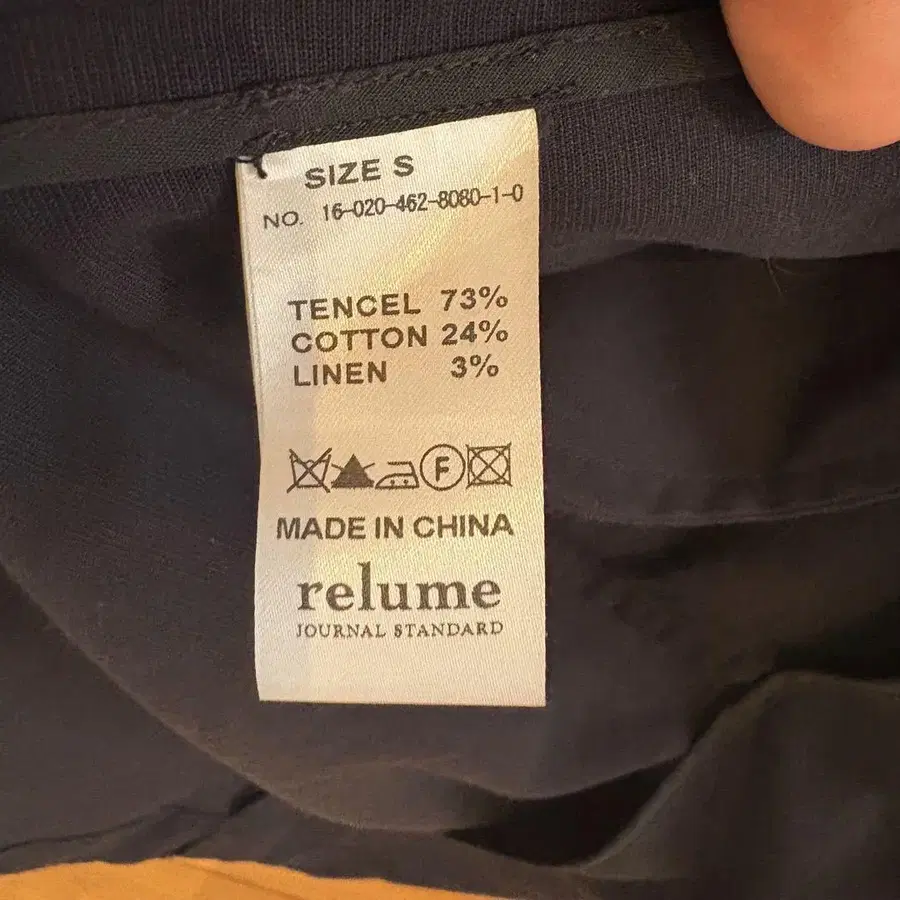 SIZE S
NO. 16-020-462-8080-1-0
TENCEL 73%
COTTON 24%
LINEN 3%
F
MADE IN CHINA
relume
JOURNAL STANDARD